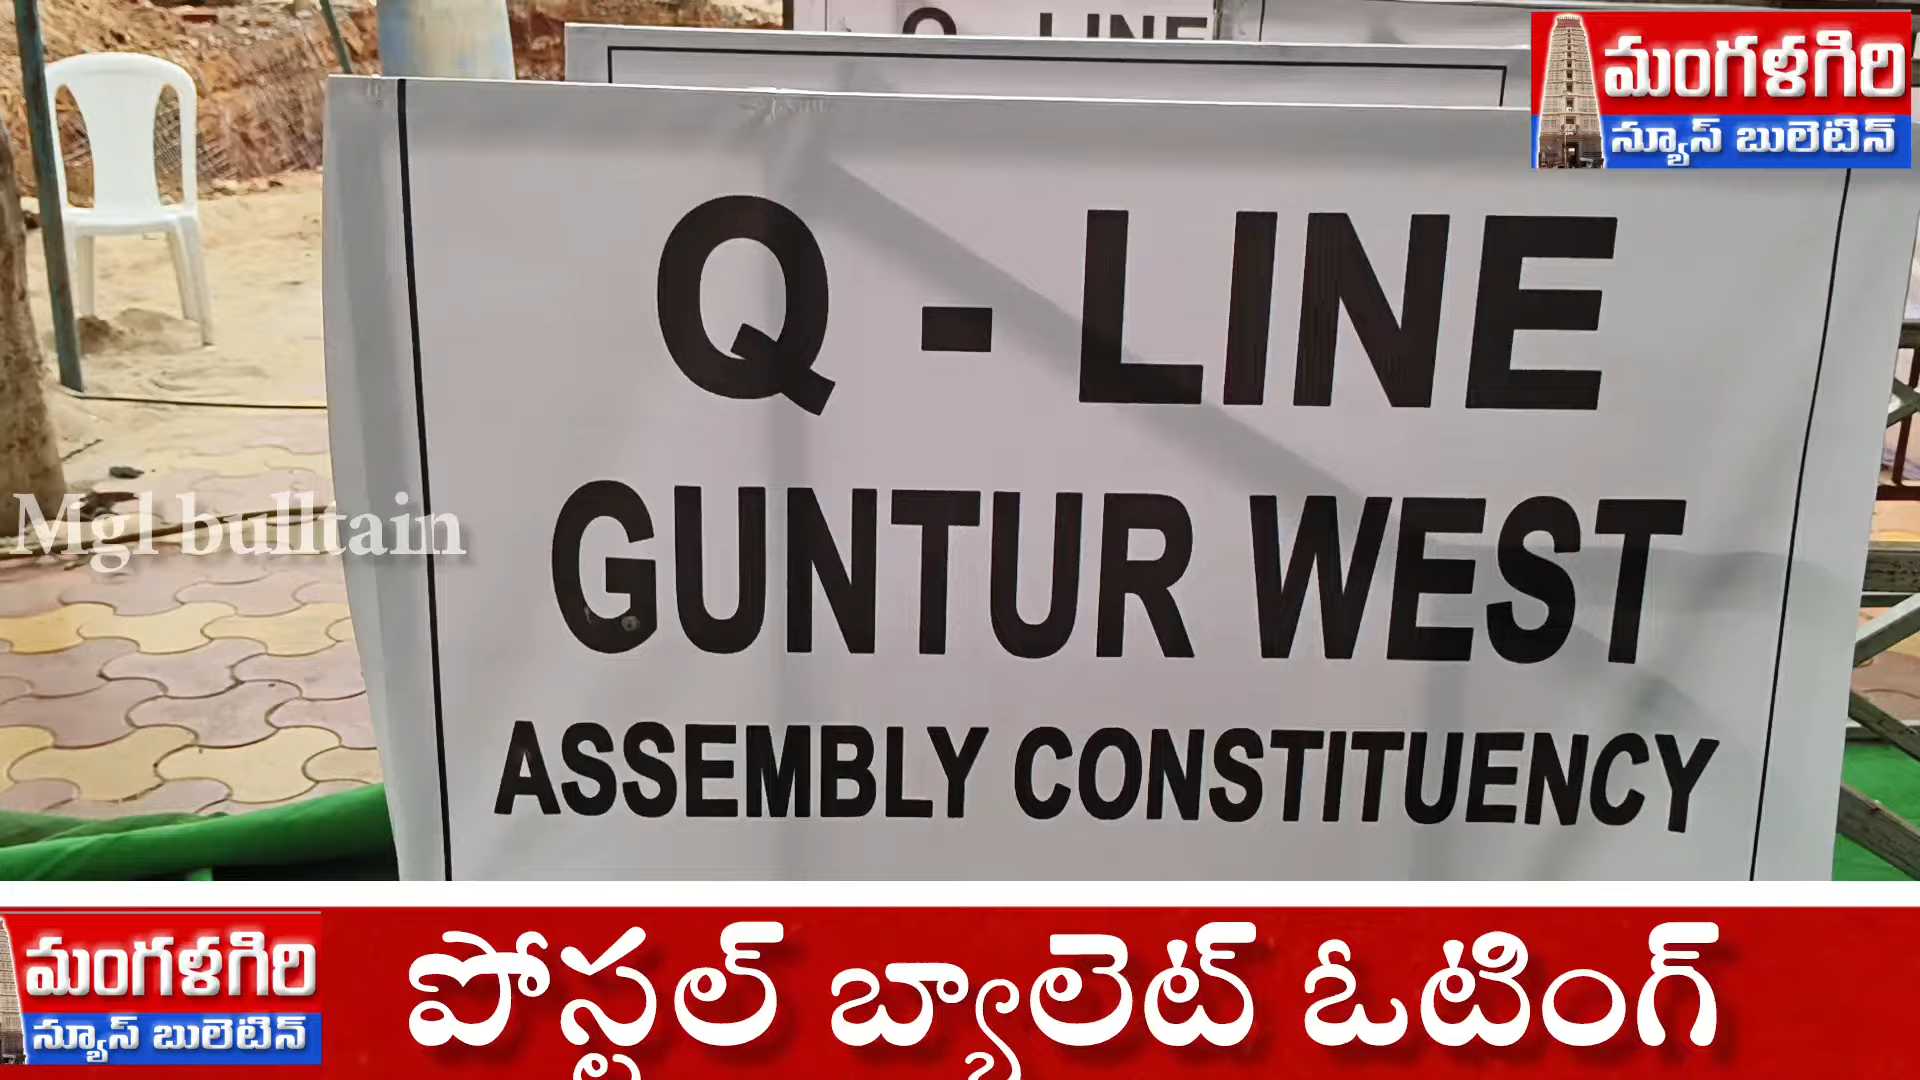 Q - LINE
మంగళగిరి
న్యూస్ బులెటిన్
Q - LINE
GUNTUR WEST
ASSEMBLY CONSTITUENCY
Mgl bulltain
మంగళగిరి
న్యూస్ బులెటిన్
పోస్టల్ బ్యాలెట్ ఓటింగ్